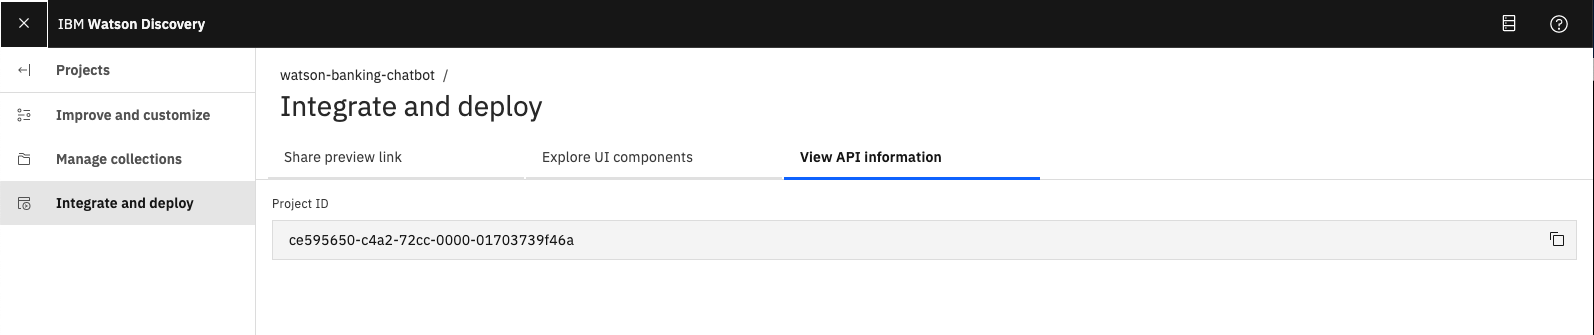 IBM Watson Discovery
Projects
Improve and customize
Manage collections
Integrate and deploy
watson-banking-chatbot /
Integrate and deploy
Share preview link
Explore UI components
View API information
Project ID
ce595650-c4a2-72cc-0000-01703739f46a